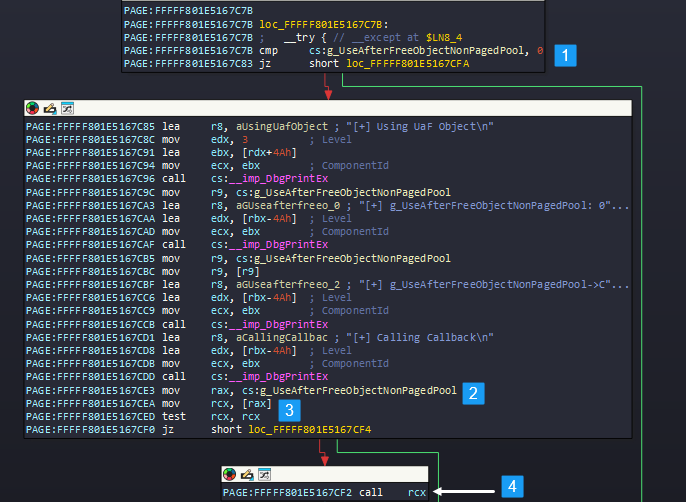 PAGE:FFFFF801E5167C7B
PAGE:FFFFF801E5167C7B loc_FFFFF801E5167C7B:
PAGE:FFFFF801E5167C7B ;   __try { // __except at $LN8_4
PAGE:FFFFF801E5167C7B cmp     cs:g_UseAfterFreeObjectNonPagedPool, 0
PAGE:FFFFF801E5167C83 jz      short loc_FFFFF801E5167CFA
1
PAGE:FFFFF801E5167C85 lea     r8, aUsingUafObject ; "[+] Using UaF Object\n"
PAGE:FFFFF801E5167C8C mov     edx, 3          ; Level
PAGE:FFFFF801E5167C91 lea     ebx, [rdx+4Ah]
PAGE:FFFFF801E5167C94 mov     ecx, ebx        ; ComponentId
PAGE:FFFFF801E5167C96 call    cs:__imp_DbgPrintEx
PAGE:FFFFF801E5167C9C mov     r9, cs:g_UseAfterFreeObjectNonPagedPool
PAGE:FFFFF801E5167CA3 lea     r8, aGUseafterfreeo_0 ; "[+] g_UseAfterFreeObjectNonPagedPool: 0"...
PAGE:FFFFF801E5167CAA lea     edx, [rbx-4Ah]  ; Level
PAGE:FFFFF801E5167CAD mov     ecx, ebx        ; ComponentId
PAGE:FFFFF801E5167CAF call    cs:__imp_DbgPrintEx
PAGE:FFFFF801E5167CB5 mov     r9, cs:g_UseAfterFreeObjectNonPagedPool
PAGE:FFFFF801E5167CBC mov     r9, [r9]
PAGE:FFFFF801E5167CBF lea     r8, aGUseafterfreeo_2 ; "[+] g_UseAfterFreeObjectNonPagedPool->C"...
PAGE:FFFFF801E5167CC6 lea     edx, [rbx-4Ah]  ; Level
PAGE:FFFFF801E5167CC9 mov     ecx, ebx        ; ComponentId
PAGE:FFFFF801E5167CCB call    cs:__imp_DbgPrintEx
PAGE:FFFFF801E5167CD1 lea     r8, aCallingCallbac ; "[+] Calling Callback\n"
PAGE:FFFFF801E5167CD8 lea     edx, [rbx-4Ah]  ; Level
PAGE:FFFFF801E5167CDB mov     ecx, ebx        ; ComponentId
PAGE:FFFFF801E5167CDD call    cs:__imp_DbgPrintEx
PAGE:FFFFF801E5167CE3 mov     rax, cs:g_UseAfterFreeObjectNonPagedPool 2
PAGE:FFFFF801E5167CEA mov     rcx, [rax]
PAGE:FFFFF801E5167CED test    rcx, rcx 3
PAGE:FFFFF801E5167CF0 jz      short loc_FFFFF801E5167CF4
PAGE:FFFFF801E5167CF2 call    rcx 4